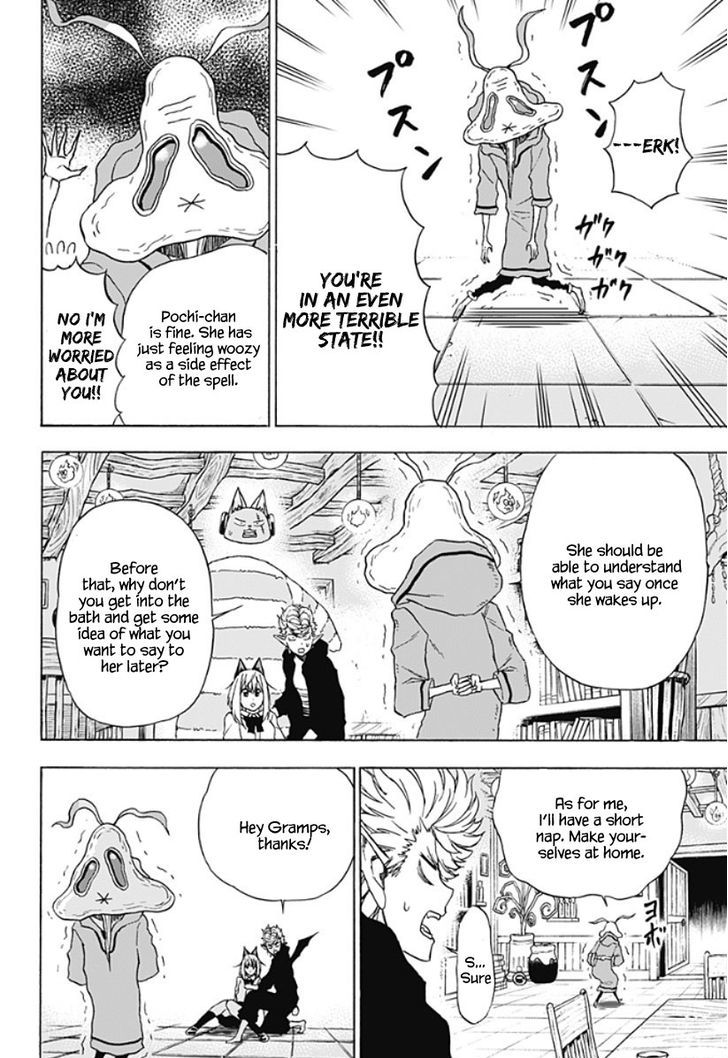 ---ERK!
プスン
プスン
ガク
ガク
YOU'RE
IN AN EVEN
MORE TERRIBLE
STATE!!
Pochi-chan
is fine. She has
just feeling woozy
as a side effect
of the spell.
NO I'M
MORE
WORRIED
ABOUT
YOU!!
She should be
able to understand
what you say once
she wakes up.
Before
that, why don't
you get into the
bath and get some
idea of what you
want to say to
her later?
As for me,
I'll have a short
nap. Make your-
selves at home.
ヨボ
S...
Sure
Hey Gramps,
thanks!